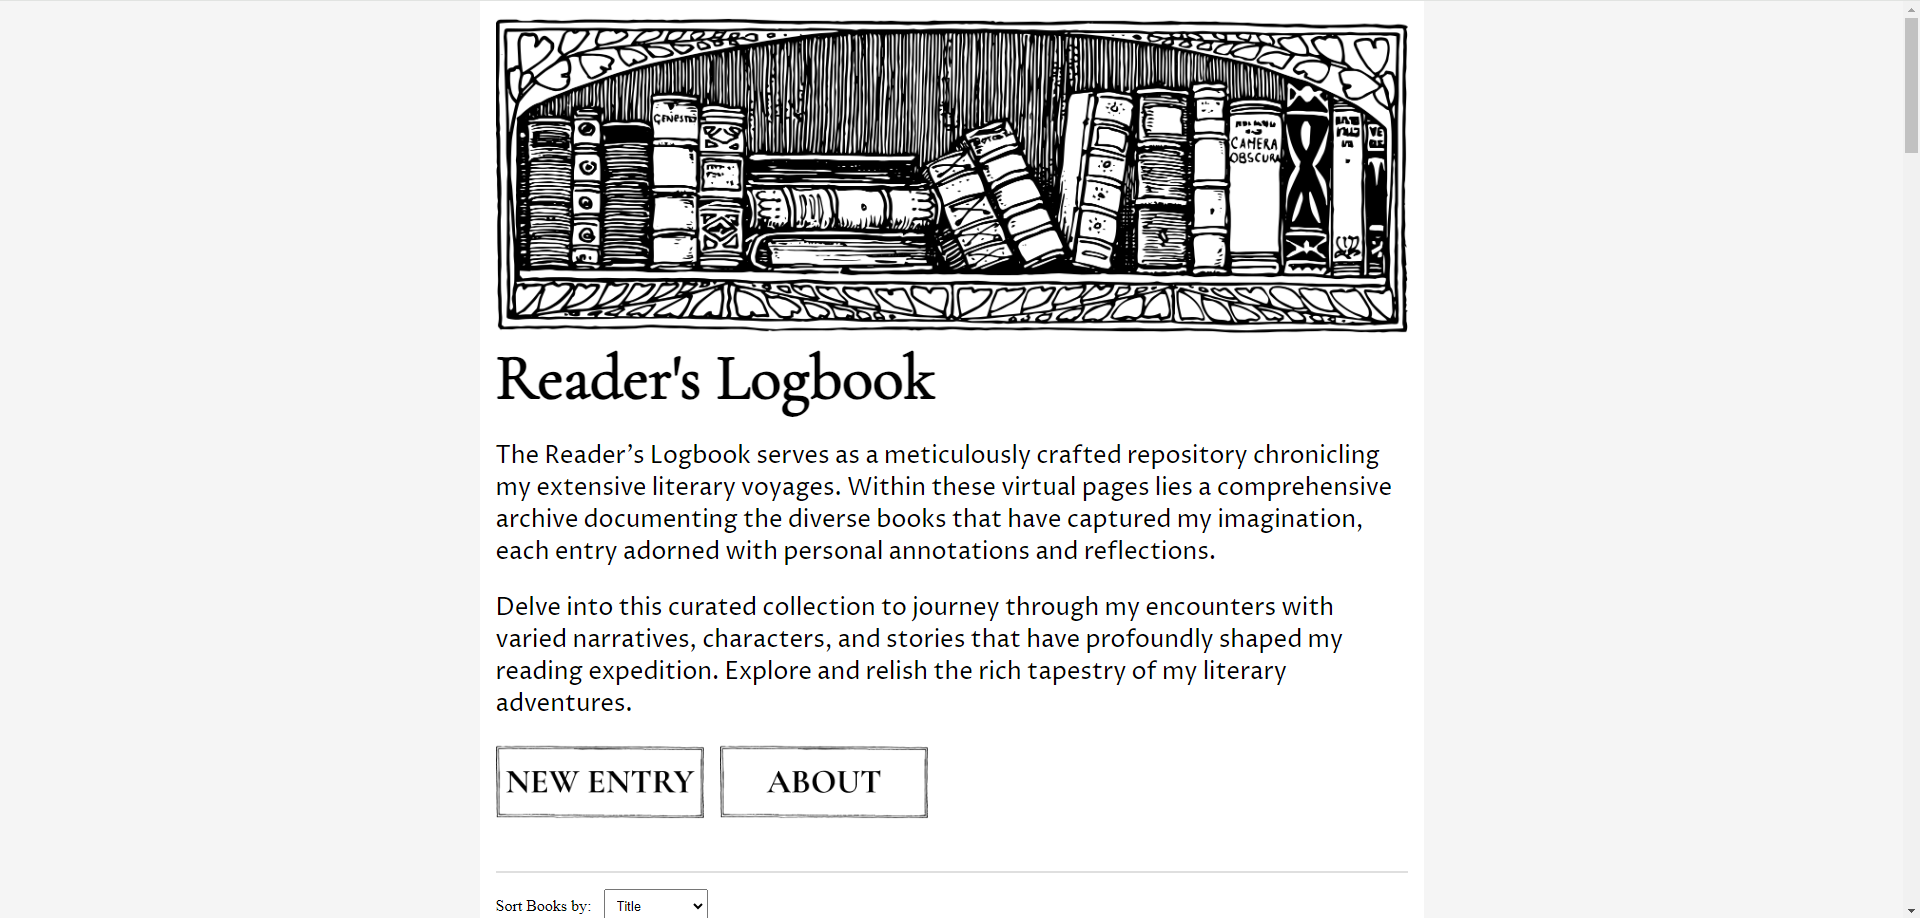 GENESIS
CAMERA
OBSCURA
Reader's Logbook
The Reader’s Logbook serves as a meticulously crafted repository chronicling
my extensive literary voyages. Within these virtual pages lies a comprehensive
archive documenting the diverse books that have captured my imagination,
each entry adorned with personal annotations and reflections.
Delve into this curated collection to journey through my encounters with
varied narratives, characters, and stories that have profoundly shaped my
reading expedition. Explore and relish the rich tapestry of my literary
adventures.
NEW ENTRY ABOUT
Sort Books by: Title